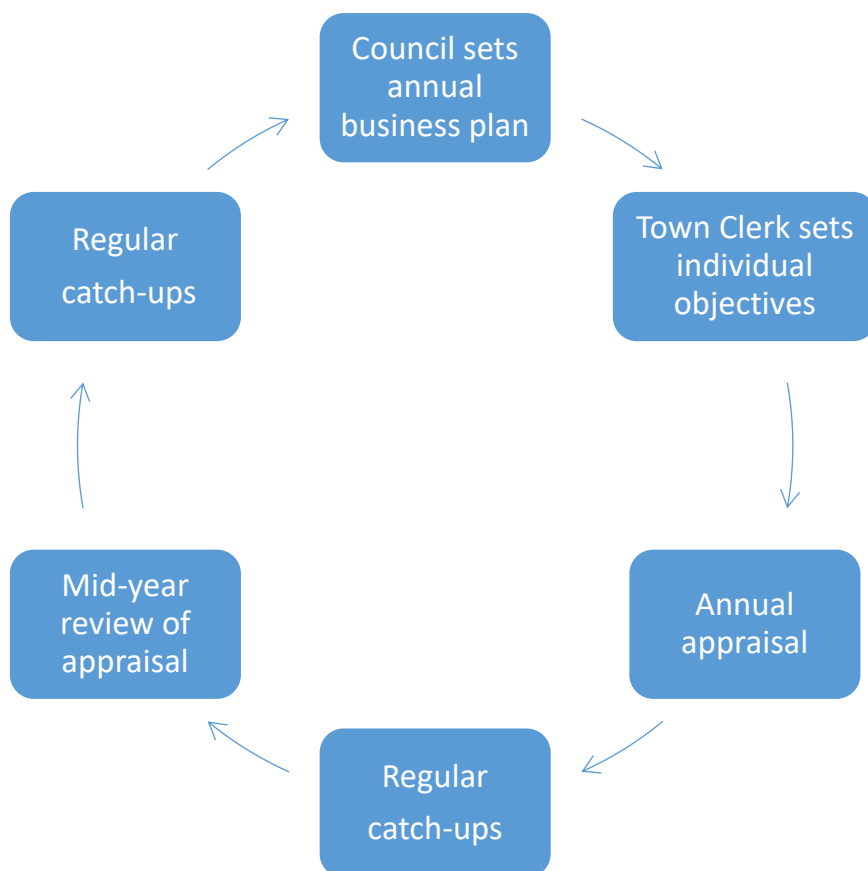 Council sets
annual
business plan
Town Clerk sets
individual
objectives
Annual
appraisal
Regular
catch-ups
Mid-year
review of
appraisal
Regular
catch-ups